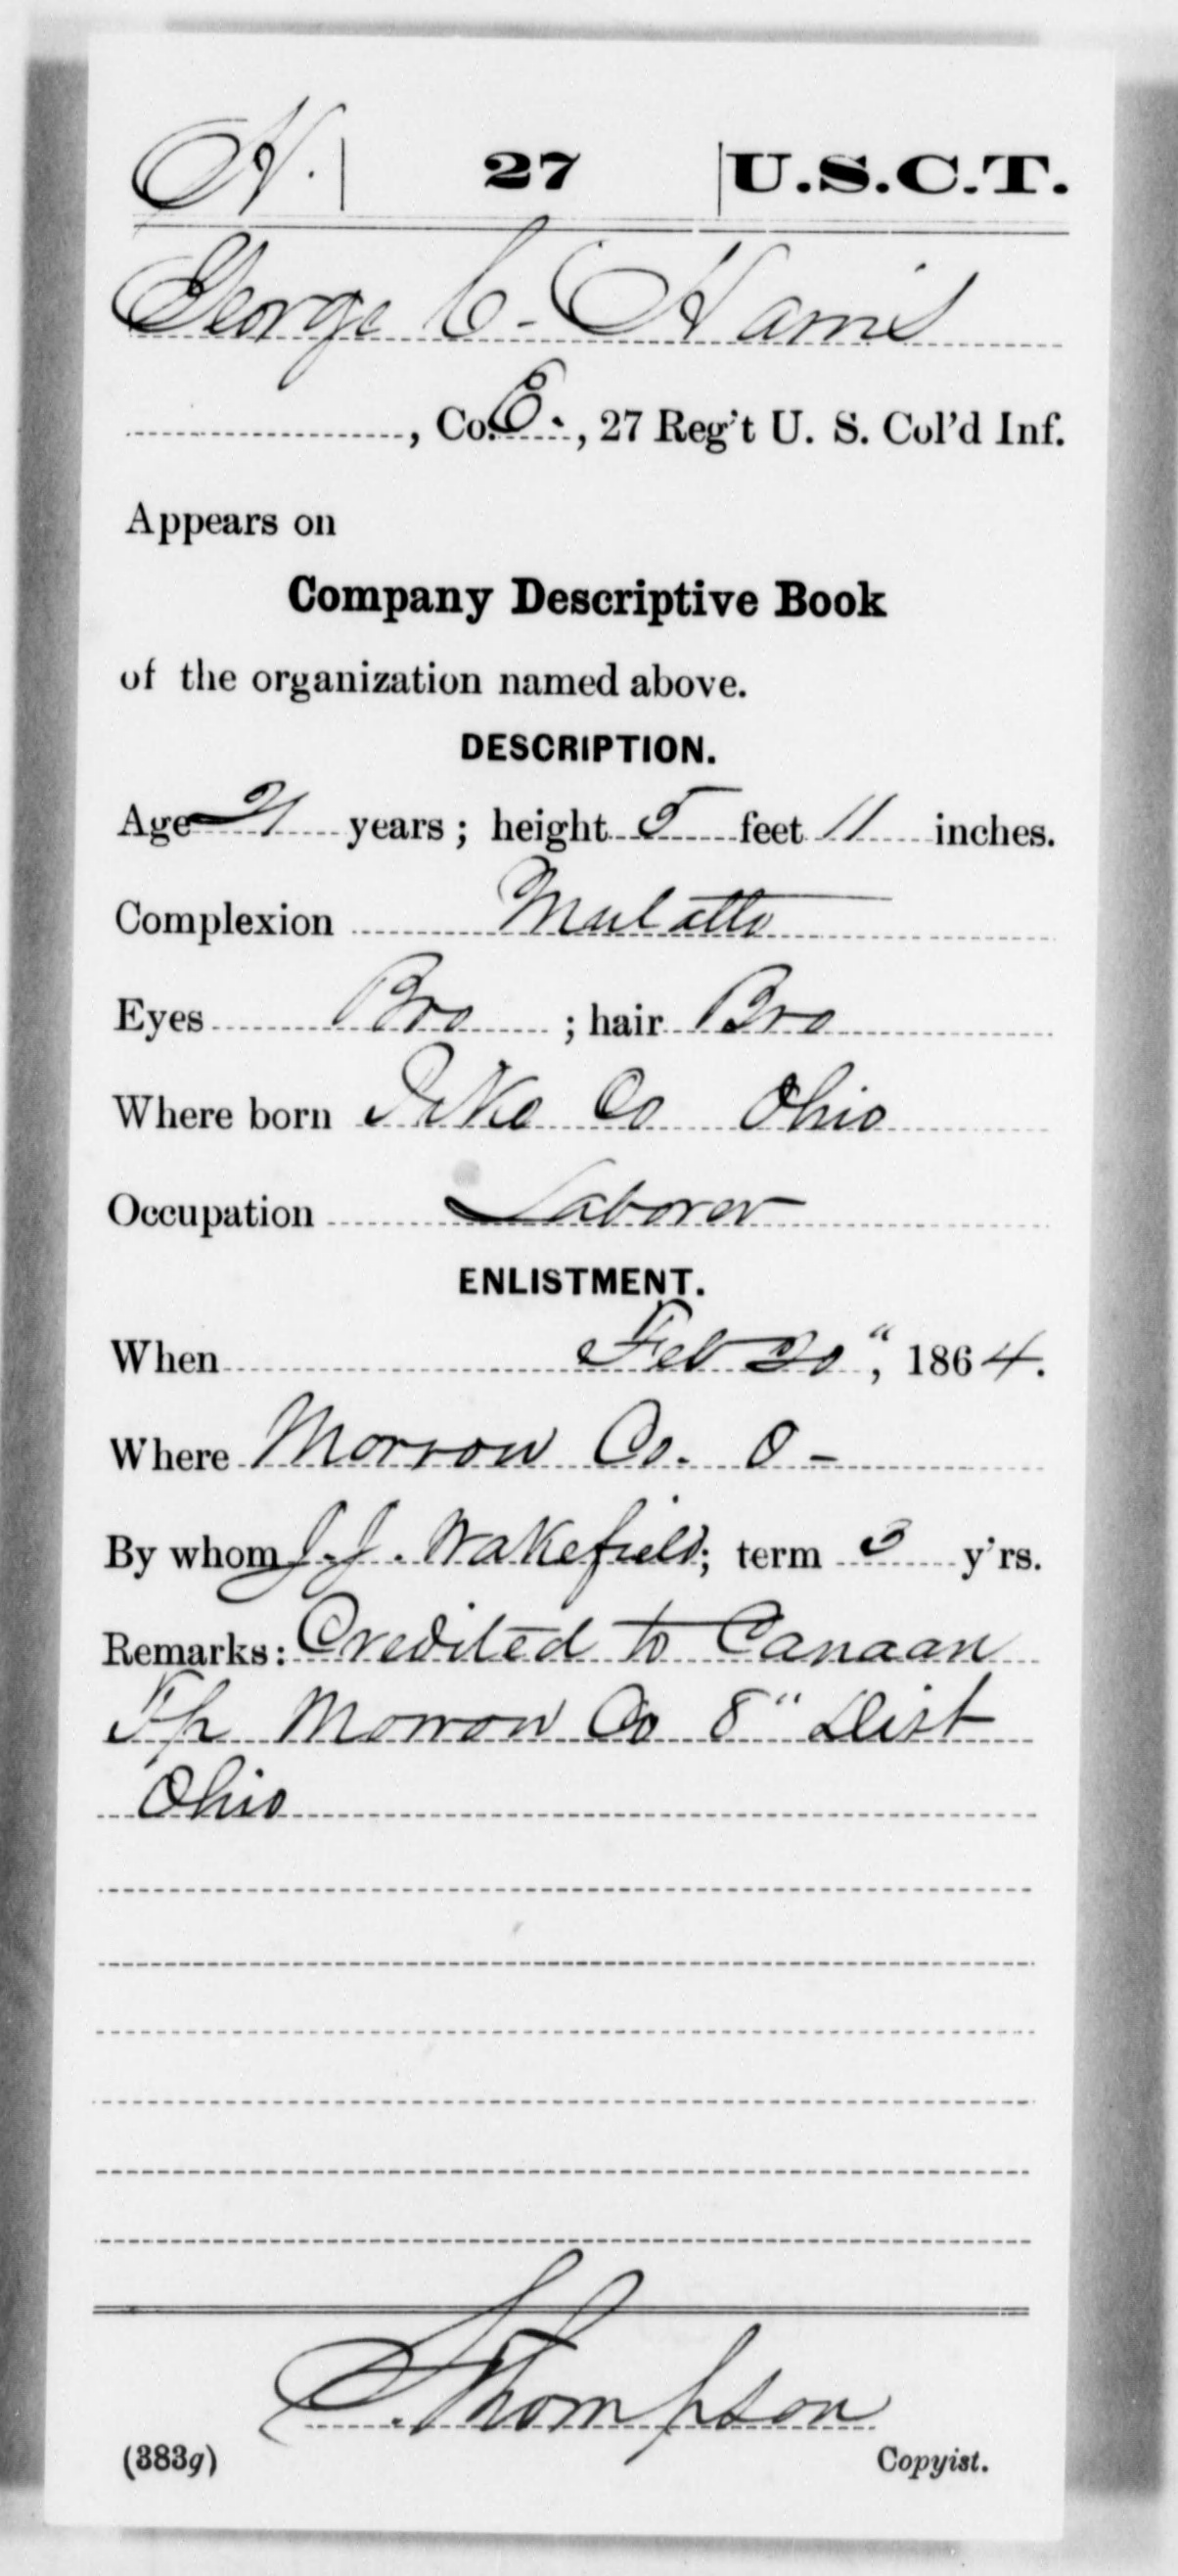 H. | 27 | U.S.C.T.
George C. Harris
, Co. E., 27 Reg't U. S. Col'd Inf.
Appears on
Company Descriptive Book
of the organization named above.
DESCRIPTION.
Age 21 years; height 5 feet 11 inches.
Complexion Mulatto
Eyes Bro ; hair Bro
Where born Pike Co Ohio
Occupation Laborer
ENLISTMENT.
When Feb 20", 1864.
Where Morrow Co. O -
By whom J. J. Wakefield; term 3 y'rs.
Remarks: Credited to Canaan
Tp Morrow Co 8" Dist
Ohio
Thompson
(383g) Copyist.